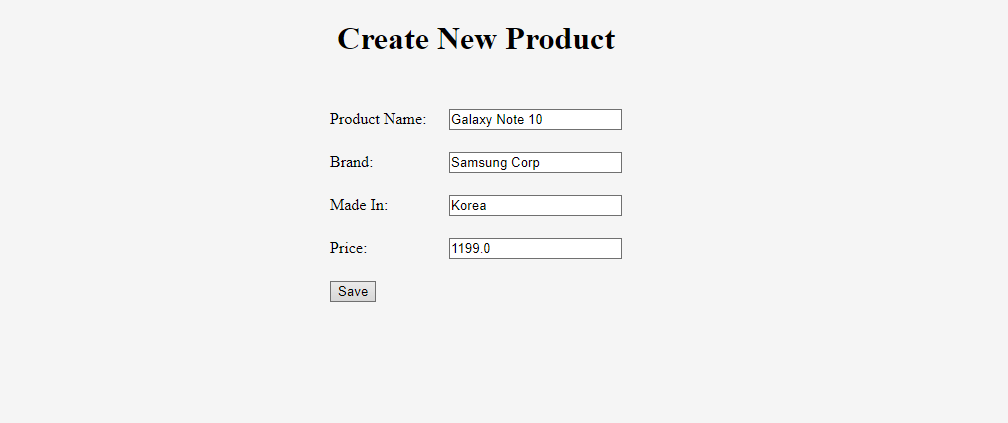 Create New Product
Product Name: Galaxy Note 10
Brand: Samsung Corp
Made In: Korea
Price: 1199.0
Save